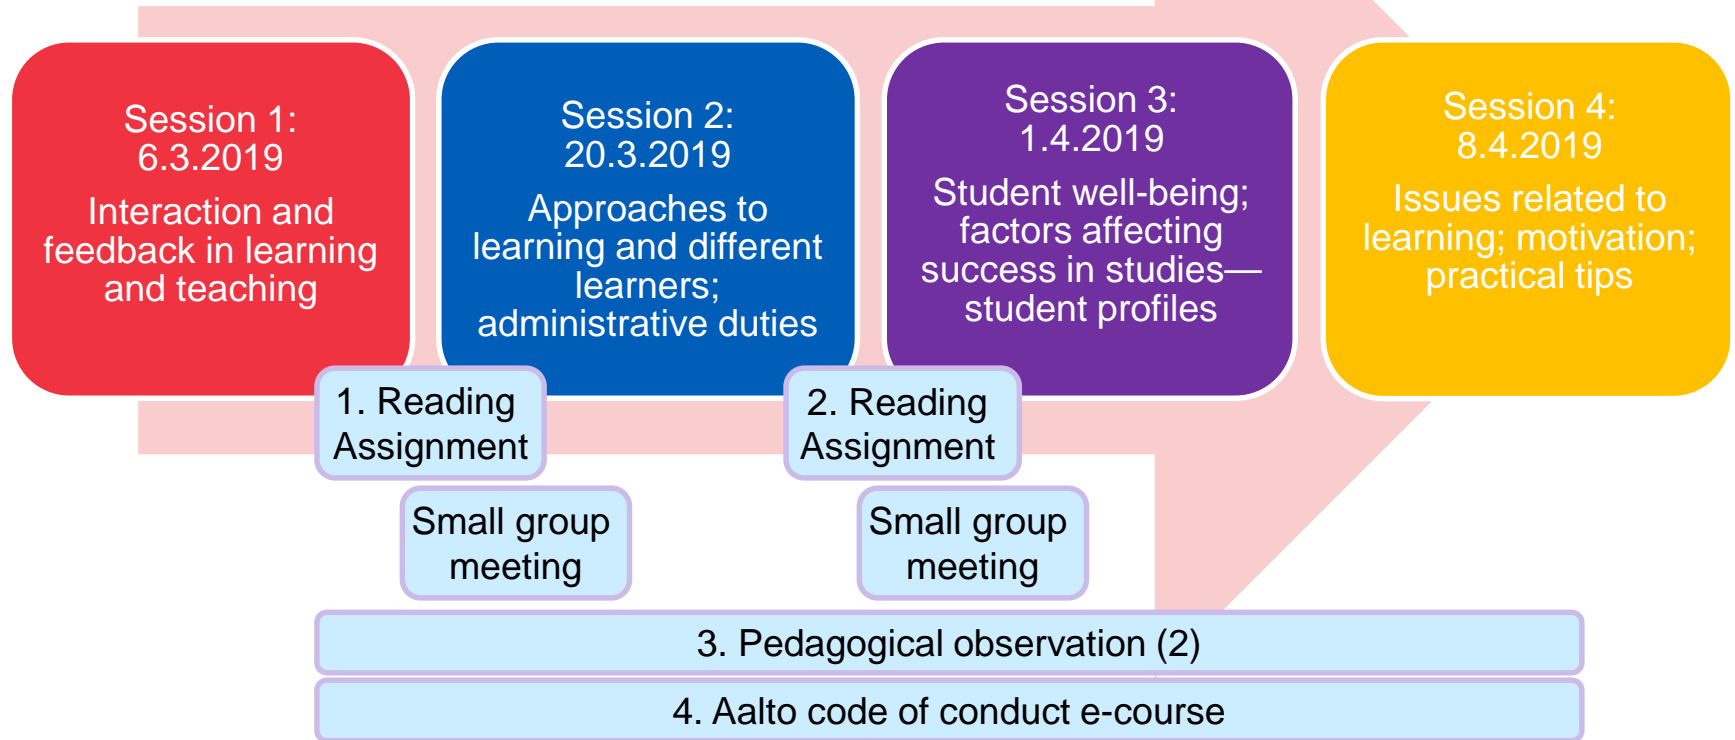 Session 1:
6.3.2019
Interaction and
feedback in learning
and teaching
Session 2:
20.3.2019
Approaches to
learning and different
learners;
administrative duties
Session 3:
1.4.2019
Student well-being;
factors affecting
success in studies—
student profiles
Session 4:
8.4.2019
Issues related to
learning; motivation;
practical tips
1. Reading
Assignment
2. Reading
Assignment
Small group
meeting
Small group
meeting
3. Pedagogical observation (2)
4. Aalto code of conduct e-course